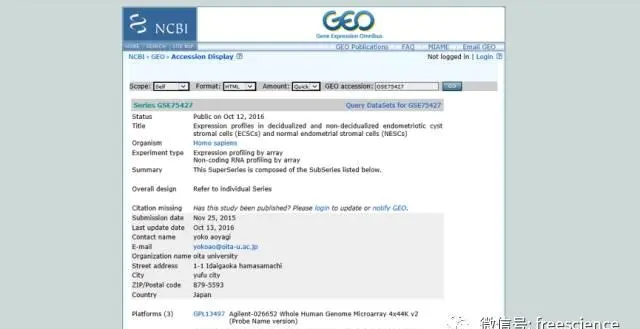 NCBI
GEO
Gene Expression Omnibus
HOME SEARCH SITE MAP
GEO Publications FAQ MIAME Email GEO
NCBI » GEO » Accession Display
Not logged in | Login
Scope: Self Format: HTML Amount: Quick GEO accession: GSE75427 GO
Series GSE75427
Query DataSets for GSE75427
Status Public on Oct 12, 2016
Title Expression profiles in decidualized and non-decidualized endometriotic cyst
stromal cells (ECSCs) and normal endometrial stromal cells (NESCs)
Organism Homo sapiens
Experiment type Expression profiling by array
Non-coding RNA profiling by array
Summary This SuperSeries is composed of the SubSeries listed below.
Overall design Refer to individual Series
Citation missing Has this study been published? Please login to update or notify GEO.
Submission date Nov 25, 2015
Last update date Oct 13, 2016
Contact name yoko aoyagi
E-mail yokoao@oita-u.ac.jp
Organization name oita university
Street address 1-1 Idaigaoka hamasamachi
City yufu city
ZIP/Postal code 879-5593
Country Japan
Platforms (3) GPL13497 Agilent-026652 Whole Human Genome Microarray 4x44K v2
(Probe Name version)
微信号: freescience